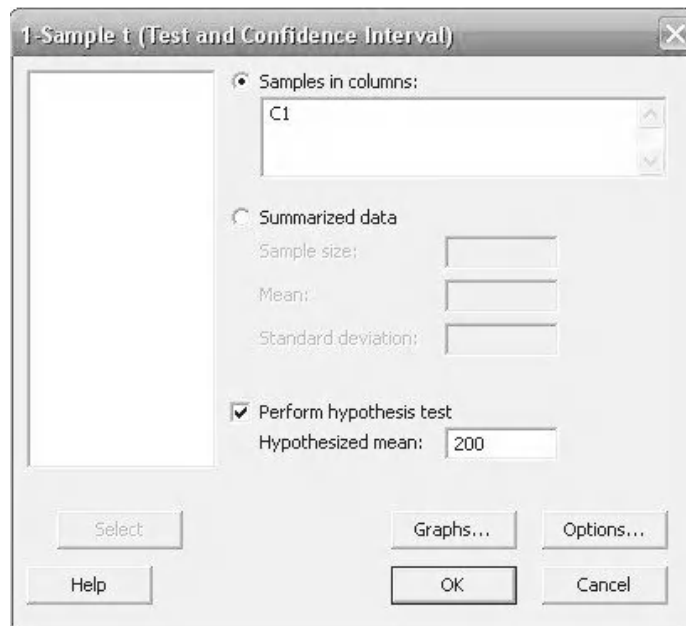 1-Sample t (Test and Confidence Interval)
Samples in columns:
C1
Summarized data
Sample size:
Mean:
Standard deviation:
Perform hypothesis test
Hypothesized mean: 200
Select
Graphs...
Options...
Help
OK
Cancel